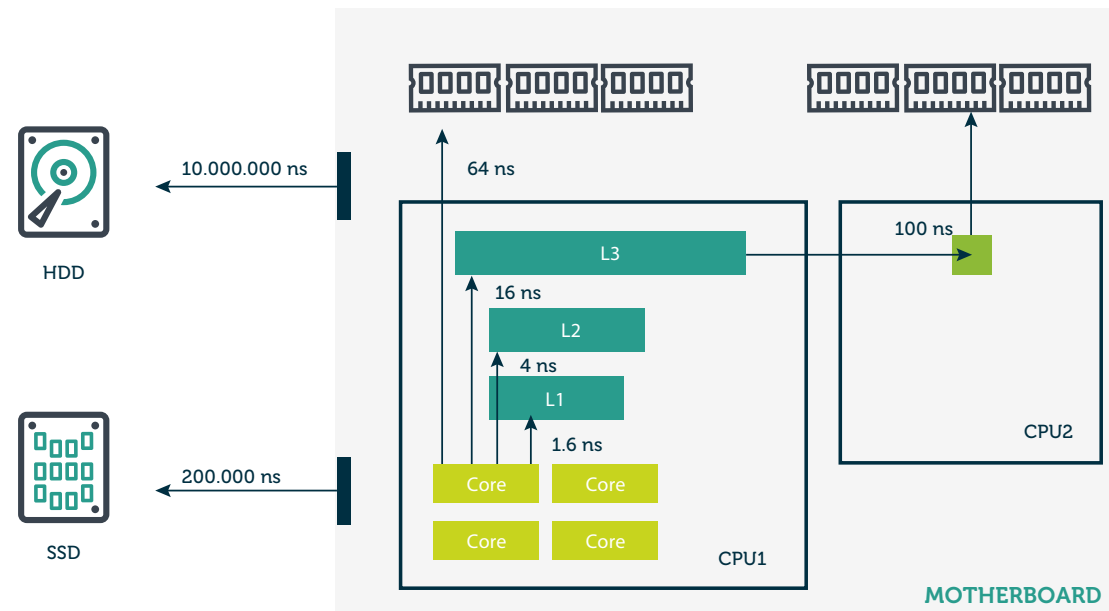 64 ns
10.000.000 ns
HDD
100 ns
L3
16 ns
L2
4 ns
L1
1.6 ns
CPU2
200.000 ns
Core
Core
Core
Core
SSD
CPU1
MOTHERBOARD